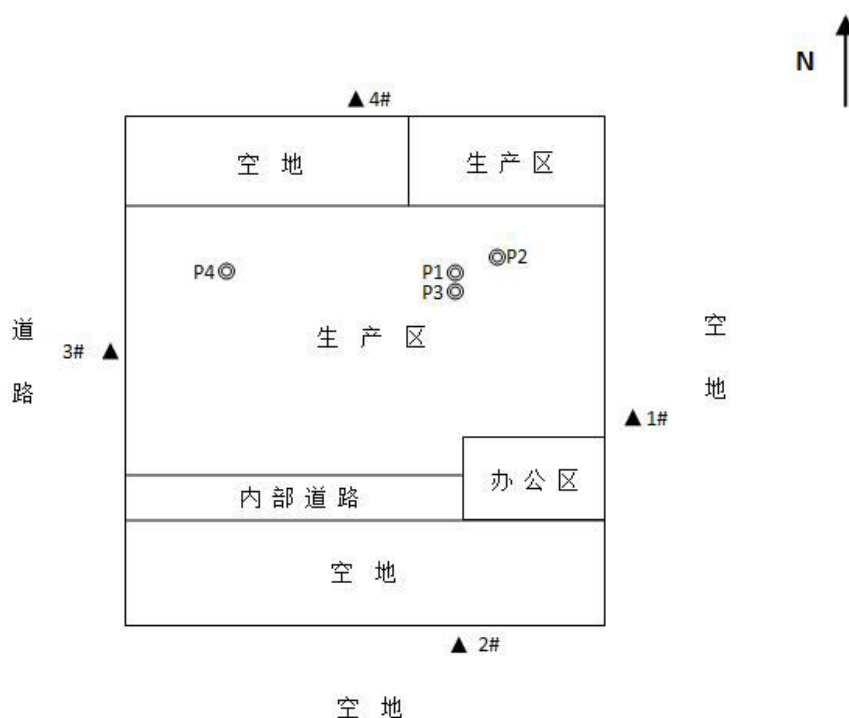 N
▲ 4#
空 地
生 产 区
P2
P4
P1
P3
生 产 区
道
路
3# ▲
空
地
▲ 1#
办 公 区
内 部 道 路
空 地
▲ 2#
空 地